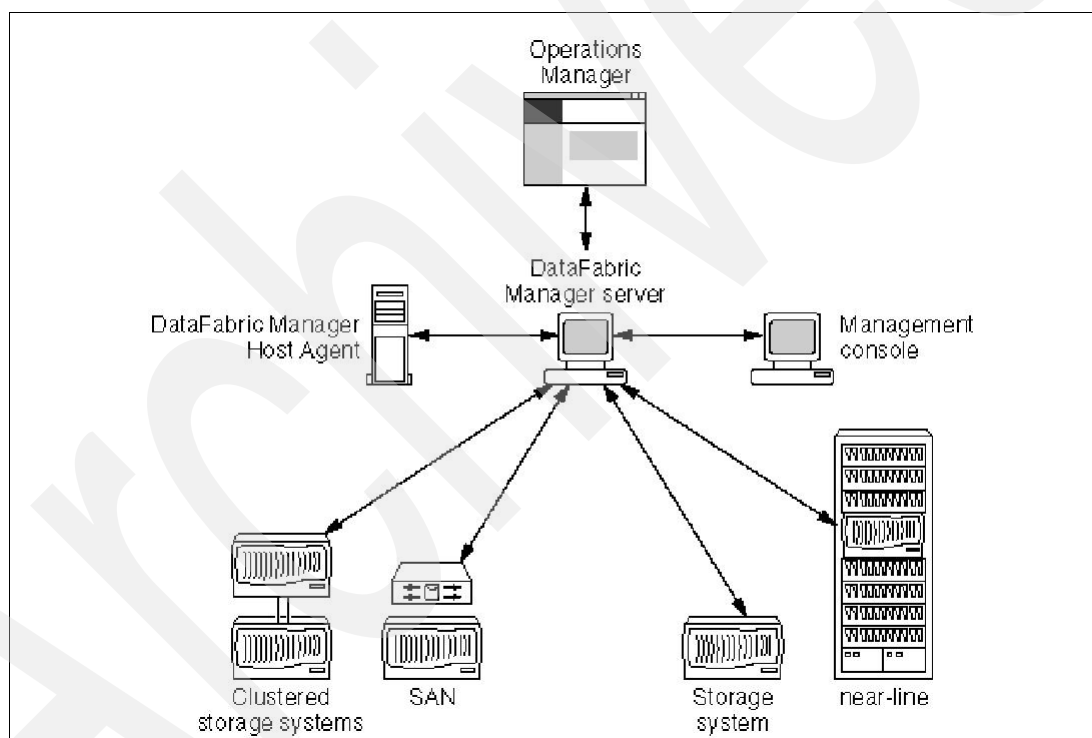 Operations
Manager
DataFabric
Manager server
DataFabric Manager
Host Agent
Management
console
Clustered
storage systems
SAN
Storage
system
near-line